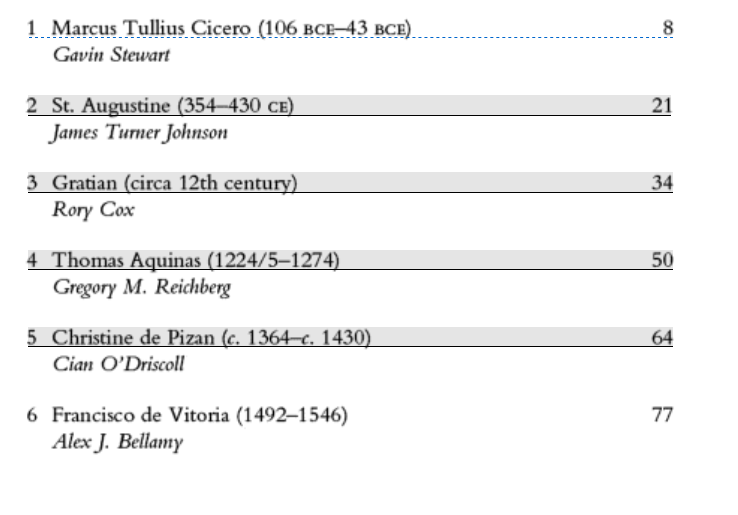 1 Marcus Tullius Cicero (106 BCE–43 BCE) 8
Gavin Stewart
2 St. Augustine (354–430 CE) 21
James Turner Johnson
3 Gratian (circa 12th century) 34
Rory Cox
4 Thomas Aquinas (1224/5–1274) 50
Gregory M. Reichberg
5 Christine de Pizan (c. 1364–c. 1430) 64
Cian O'Driscoll
6 Francisco de Vitoria (1492–1546) 77
Alex J. Bellamy